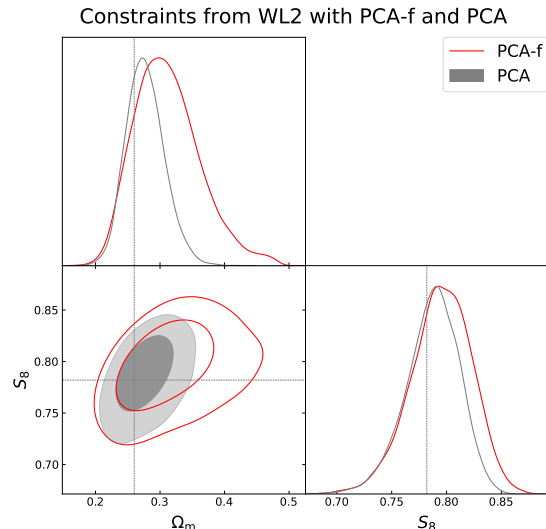 Constraints from WL2 with PCA-f and PCA
PCA-f
PCA
0.85
0.80
0.75
0.70
S₈
0.2 0.3 0.4 0.5
Ωₘ
0.70 0.75 0.80 0.85
S₈